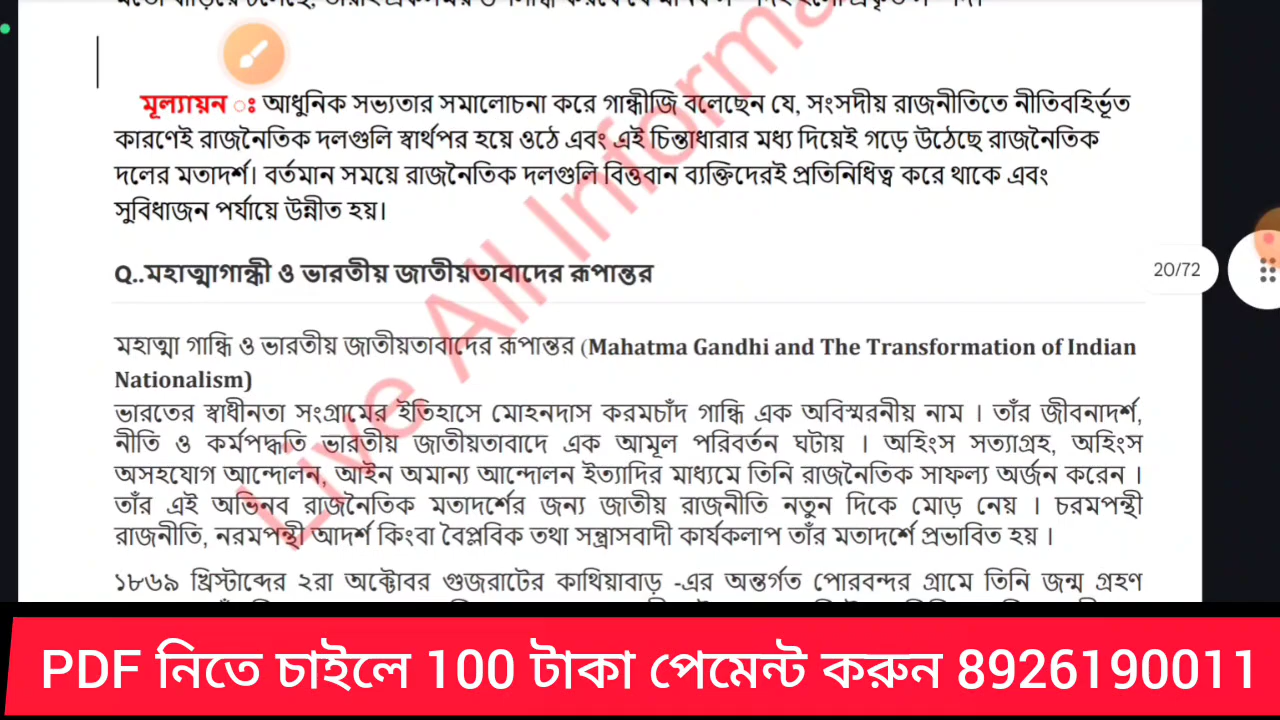 মূল্যায়ন ঃ আধুনিক সভ্যতার সমালোচনা করে গান্ধীজি বলেছেন যে, সংসদীয় রাজনীতিতে নীতিবহির্ভূত
কারণেই রাজনৈতিক দলগুলি স্বার্থপর হয়ে ওঠে এবং এই চিন্তাধারার মধ্য দিয়েই গড়ে উঠেছে রাজনৈতিক
দলের মতাদর্শ। বর্তমান সময়ে রাজনৈতিক দলগুলি বিত্তবান ব্যক্তিদেরই প্রতিনিধিত্ব করে থাকে এবং
সুবিধাজন পর্যায়ে উন্নীত হয়।
Q..মহাত্মাগান্ধী ও ভারতীয় জাতীয়তাবাদের রূপান্তর
20/72
মহাত্মা গান্ধি ও ভারতীয় জাতীয়তাবাদের রূপান্তর (Mahatma Gandhi and The Transformation of Indian
Nationalism)
ভারতের স্বাধীনতা সংগ্রামের ইতিহাসে মোহনদাস করমচাঁদ গান্ধি এক অবিস্মরনীয় নাম । তাঁর জীবনাদর্শ,
নীতি ও কর্মপদ্ধতি ভারতীয় জাতীয়তাবাদে এক আমূল পরিবর্তন ঘটায় । অহিংস সত্যাগ্রহ, অহিংস
অসহযোগ আন্দোলন, আইন অমান্য আন্দোলন ইত্যাদির মাধ্যমে তিনি রাজনৈতিক সাফল্য অর্জন করেন ।
তাঁর এই অভিনব রাজনৈতিক মতাদর্শের জন্য জাতীয় রাজনীতি নতুন দিকে মোড় নেয় । চরমপন্থী
রাজনীতি, নরমপন্থী আদর্শ কিংবা বৈপ্লবিক তথা সন্ত্রাসবাদী কার্যকলাপ তাঁর মতাদর্শে প্রভাবিত হয় ।
১৮৬৯ খ্রিস্টাব্দের ২রা অক্টোবর গুজরাটের কাথিয়াবাড় -এর অন্তর্গত পোরবন্দর গ্রামে তিনি জন্ম গ্রহণ
Live All Informa
PDF নিতে চাইলে 100 টাকা পেমেন্ট করুন 8926190011